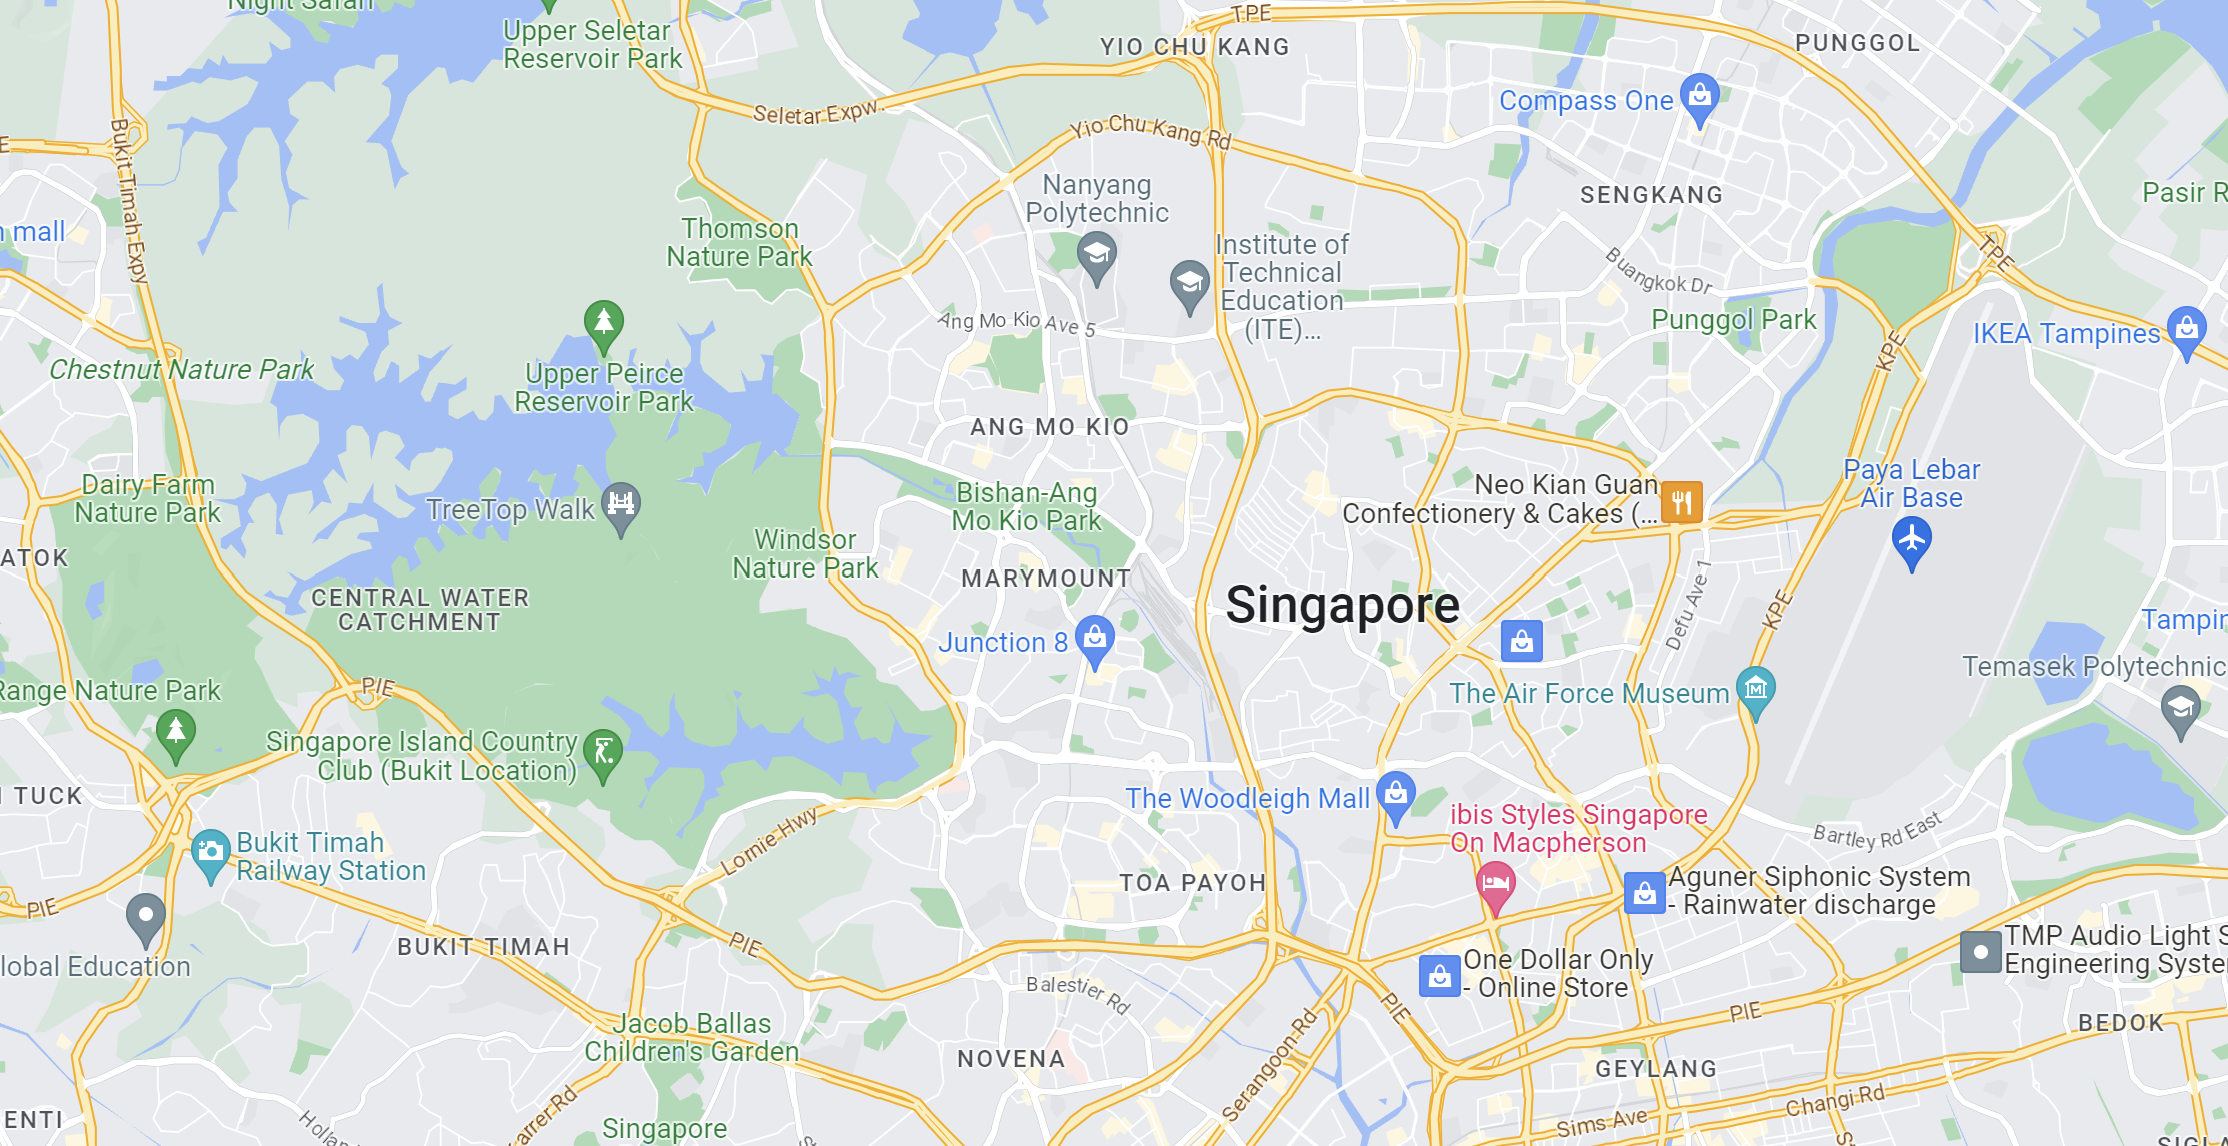 Night Safari
Upper Seletar
Reservoir Park
TPE
YIO CHU KANG
PUNGGOL
Seletar Expw.
Compass One
Bukit Timah Expy
Yio Chu Kang Rd
Nanyang
Polytechnic
SENGKANG
Pasir R
mall
Thomson
Nature Park
Institute of
Technical
Education
(ITE)...
Buangkok Dr
TPE
Ang Mo Kio Ave 5
Punggol Park
IKEA Tampines
KPE
Chestnut Nature Park
Upper Peirce
Reservoir Park
ANG MO KIO
Dairy Farm
Nature Park
TreeTop Walk
Bishan-Ang
Mo Kio Park
Neo Kian Guan
Confectionery & Cakes (...
Paya Lebar
Air Base
ATOK
Windsor
Nature Park
MARYMOUNT
Singapore
Defu Ave 1
KPE
CENTRAL WATER
CATCHMENT
Junction 8
Tampin
Temasek Polytechnic
Range Nature Park
PIE
The Air Force Museum
Singapore Island Country
Club (Bukit Location)
TUCK
The Woodleigh Mall
ibis Styles Singapore
On Macpherson
Bartley Rd East
Bukit Timah
Railway Station
Lornie Hwy
TOA PAYOH
Aguner Siphonic System
- Rainwater discharge
PIE
BUKIT TIMAH
PIE
TMP Audio Light S
Engineering Syste
lobal Education
One Dollar Only
- Online Store
Balestier Rd
PIE
PIE
Jacob Ballas
Children's Garden
BEDOK
NOVENA
Serangoon Rd
GEYLANG
ENTI
Hollan
arrer Rd
Singapore
Sims Ave
Changi Rd
SIGL